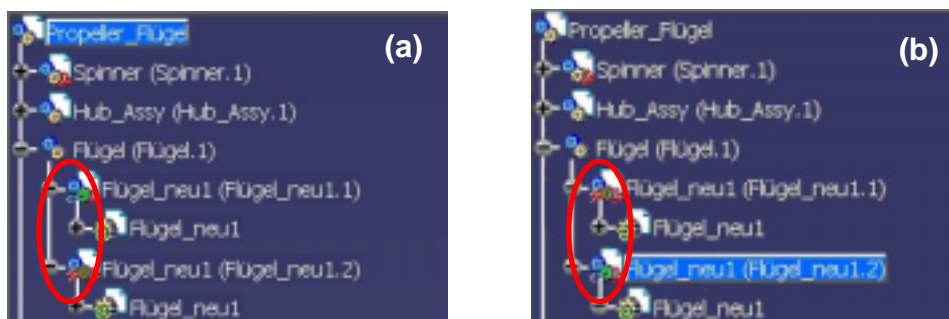 Propeller_Flügel
(a)
Spinner (Spinner.1)
Hub_Assy (Hub_Assy.1)
Flügel (Flügel.1)
Flügel_neu1 (Flügel_neu1.1)
Flügel_neu1
Flügel_neu1 (Flügel_neu1.2)
Flügel_neu1
Propeller_Flügel
(b)
Spinner (Spinner.1)
Hub_Assy (Hub_Assy.1)
Flügel (Flügel.1)
Flügel_neu1 (Flügel_neu1.1)
Flügel_neu1
Flügel_neu1 (Flügel_neu1.2)
Flügel_neu1